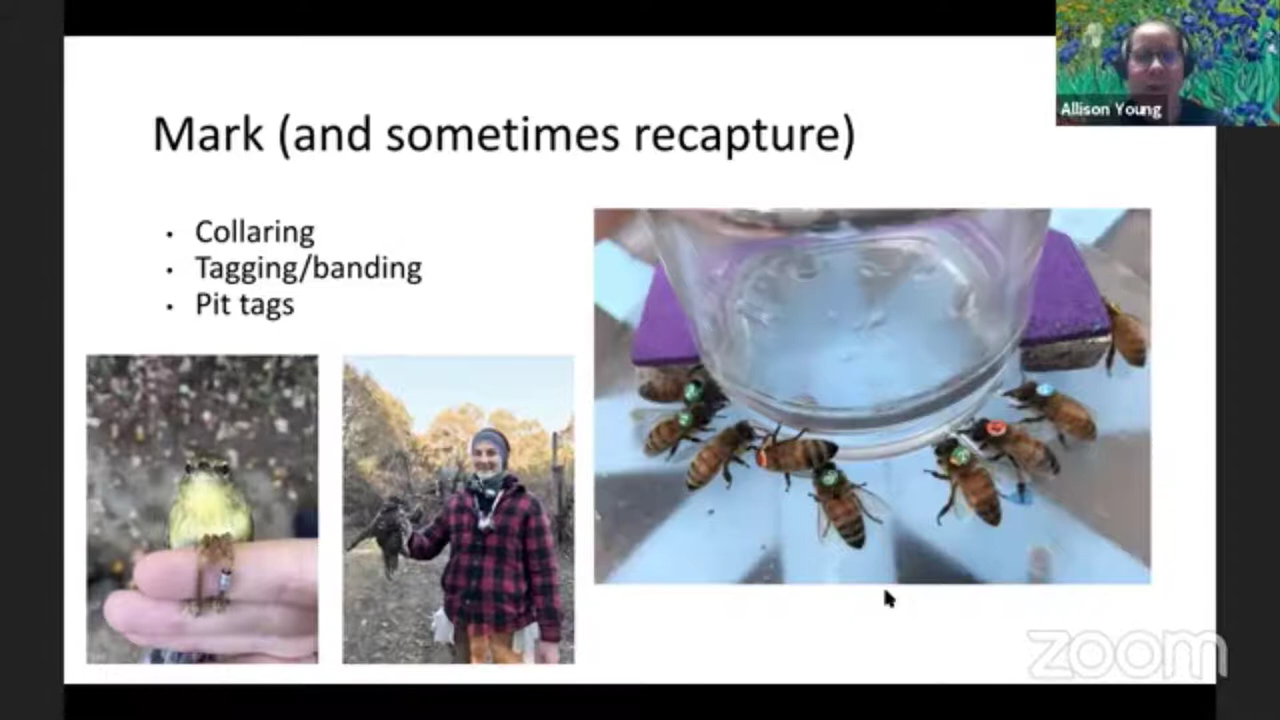 Allison Young
Mark (and sometimes recapture)
• Collaring
• Tagging/banding
• Pit tags
zoom